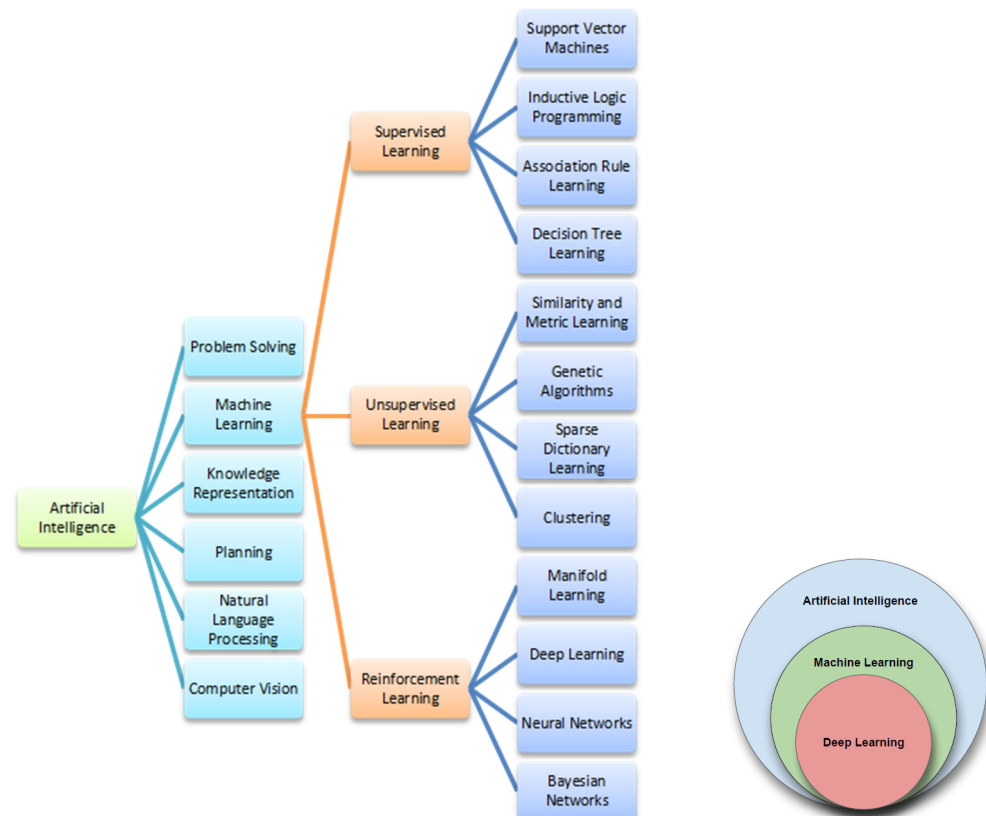 Support Vector
Machines
Inductive Logic
Programming
Supervised
Learning
Association Rule
Learning
Decision Tree
Learning
Similarity and
Metric Learning
Problem Solving
Genetic
Algorithms
Machine
Learning
Unsupervised
Learning
Sparse
Dictionary
Learning
Knowledge
Representation
Artificial
Intelligence
Clustering
Planning
Manifold
Learning
Natural
Language
Processing
Deep Learning
Computer Vision
Reinforcement
Learning
Neural Networks
Bayesian
Networks
Artificial Intelligence
Machine Learning
Deep Learning